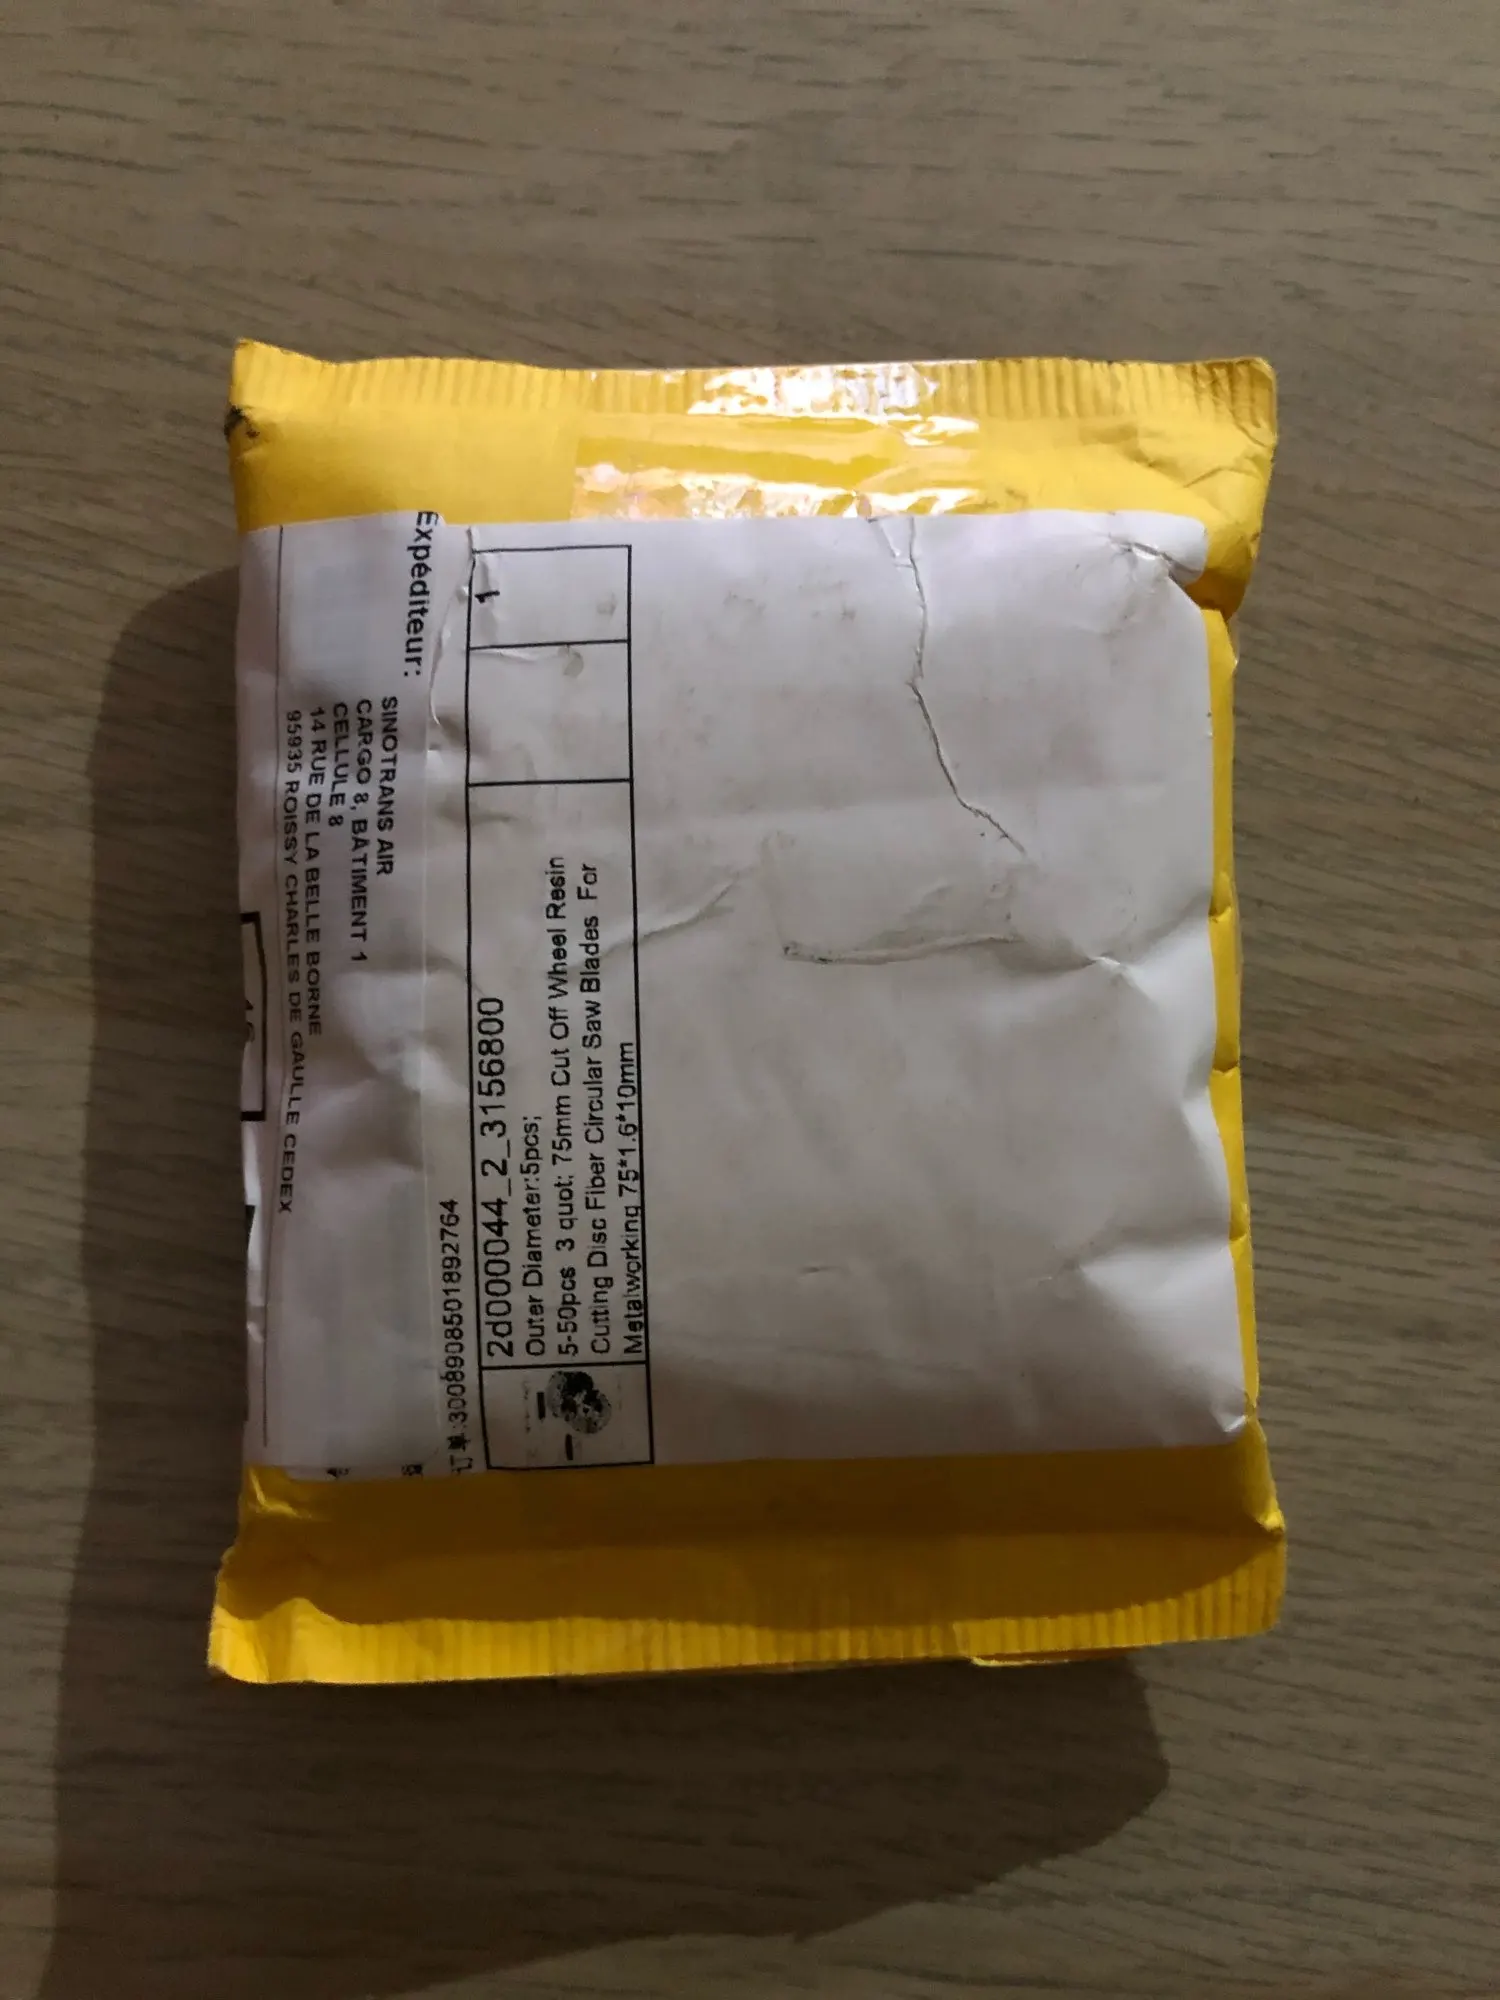 Expéditeur:
SINOTRANS AIR
CARGO 8, BÂTIMENT 1
CELLULE 8
14 RUE DE LA BELLE BORNE
95935 ROISSY CHARLES DE GAULLE CEDEX
订单:3008908501892764
2d000044_2_3156800
1
Outer Diameter:5pcs;
5-50pcs 3 quot; 75mm Cut Off Wheel Resin
Cutting Disc Fiber Circular Saw Blades For
Metalworking 75*1.6*10mm